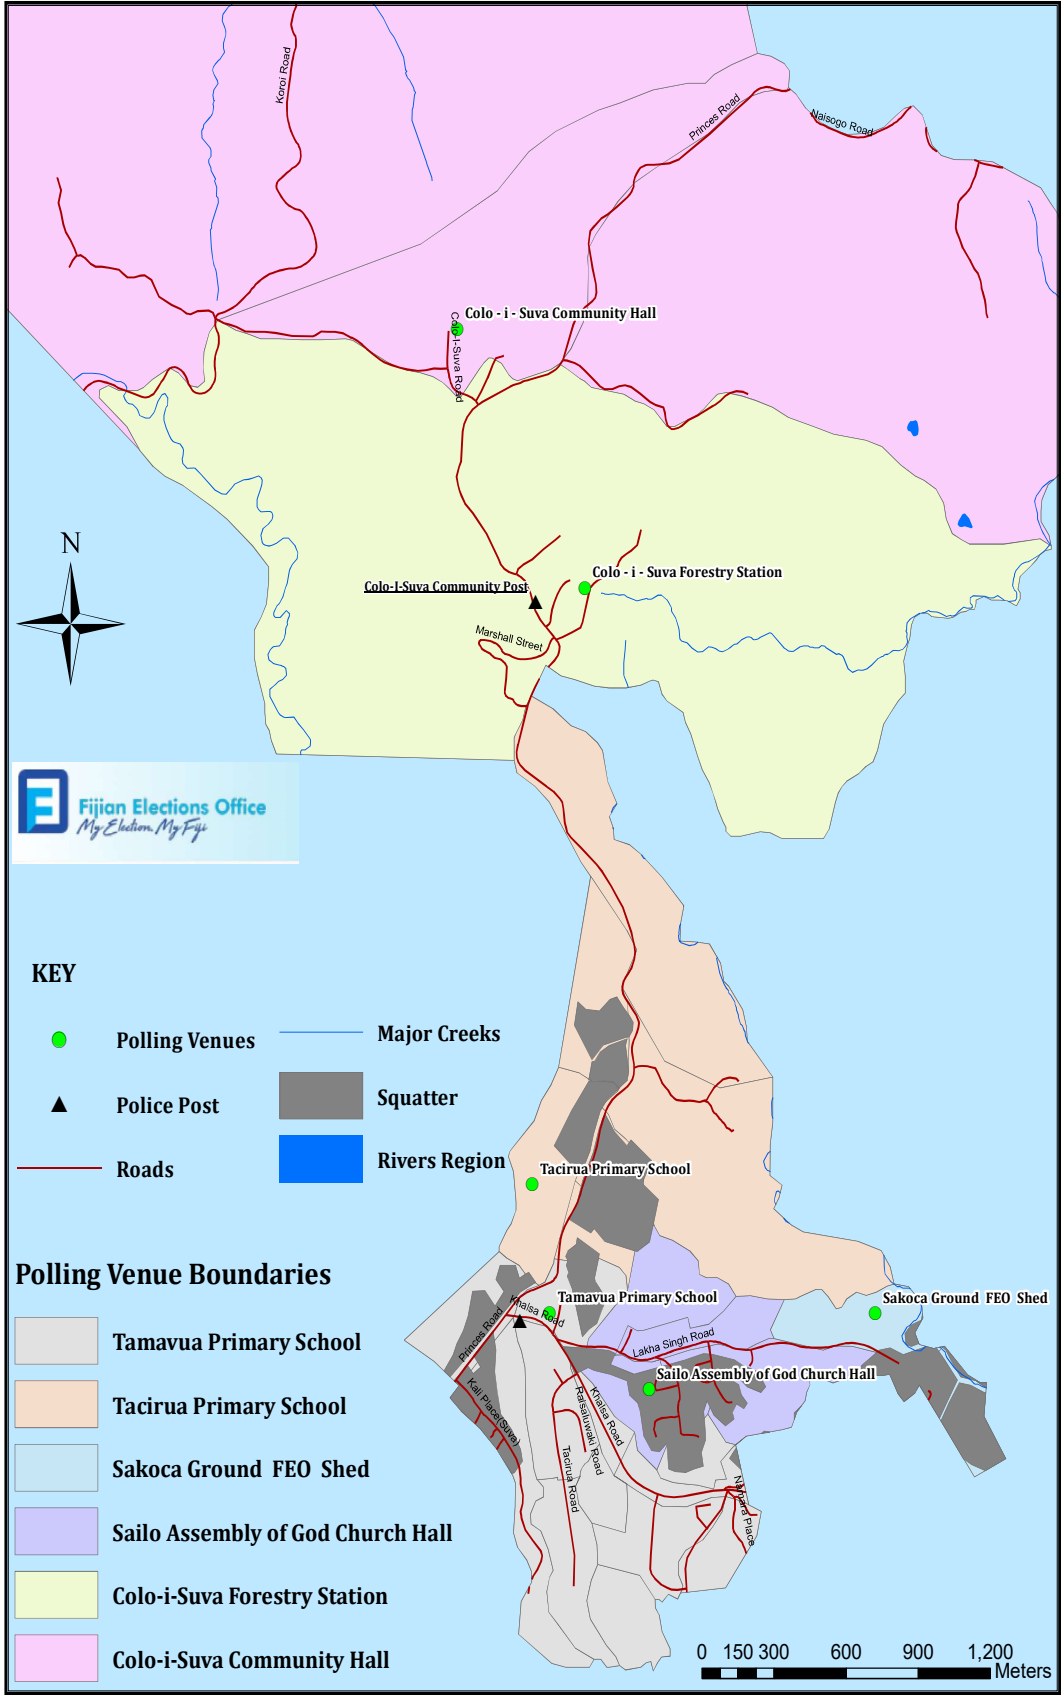 Koroi Road
Princes Road
Naisogo Road
Colo - i - Suva Community Hall
Colo-I-Suva Road
Colo - i - Suva Forestry Station
Colo-I-Suva Community Post
Marshall Street
N
Fijian Elections Office
My Election, My Fiji
KEY
Polling Venues
Major Creeks
Police Post
Squatter
Roads
Rivers Region
Tacirua Primary School
Polling Venue Boundaries
Tamavua Primary School
Tacirua Primary School
Sakoca Ground FEO Shed
Sailo Assembly of God Church Hall
Colo-i-Suva Forestry Station
Colo-i-Suva Community Hall
Tamavua Primary School
Sakoca Ground FEO Shed
Khalsa Road
Princes Road
Lakha Singh Road
Sailo Assembly of God Church Hall
Kali Place(Suva)
Khalsa Road
Raisaluwaki Road
Tacirua Road
Namara Place
0 150 300 600 900 1,200
Meters